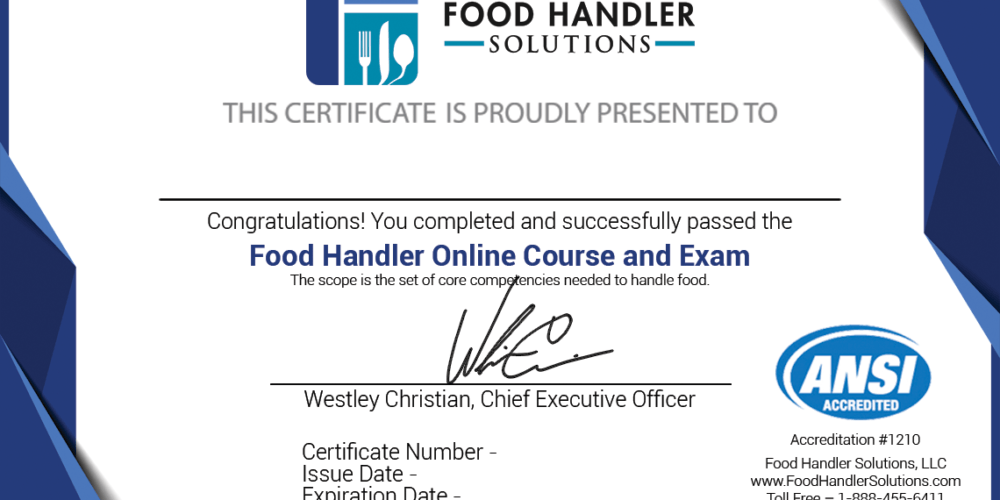 FOOD HANDLER
SOLUTIONS
THIS CERTIFICATE IS PROUDLY PRESENTED TO
Congratulations! You completed and successfully passed the
Food Handler Online Course and Exam
The scope is the set of core competencies needed to handle food.
Westley Christian, Chief Executive Officer
Certificate Number -
Issue Date -
Expiration Date -
ANSI
ACCREDITED
Accreditation #1210
Food Handler Solutions, LLC
www.FoodHandlerSolutions.com
Toll Free – 1-888-455-6411